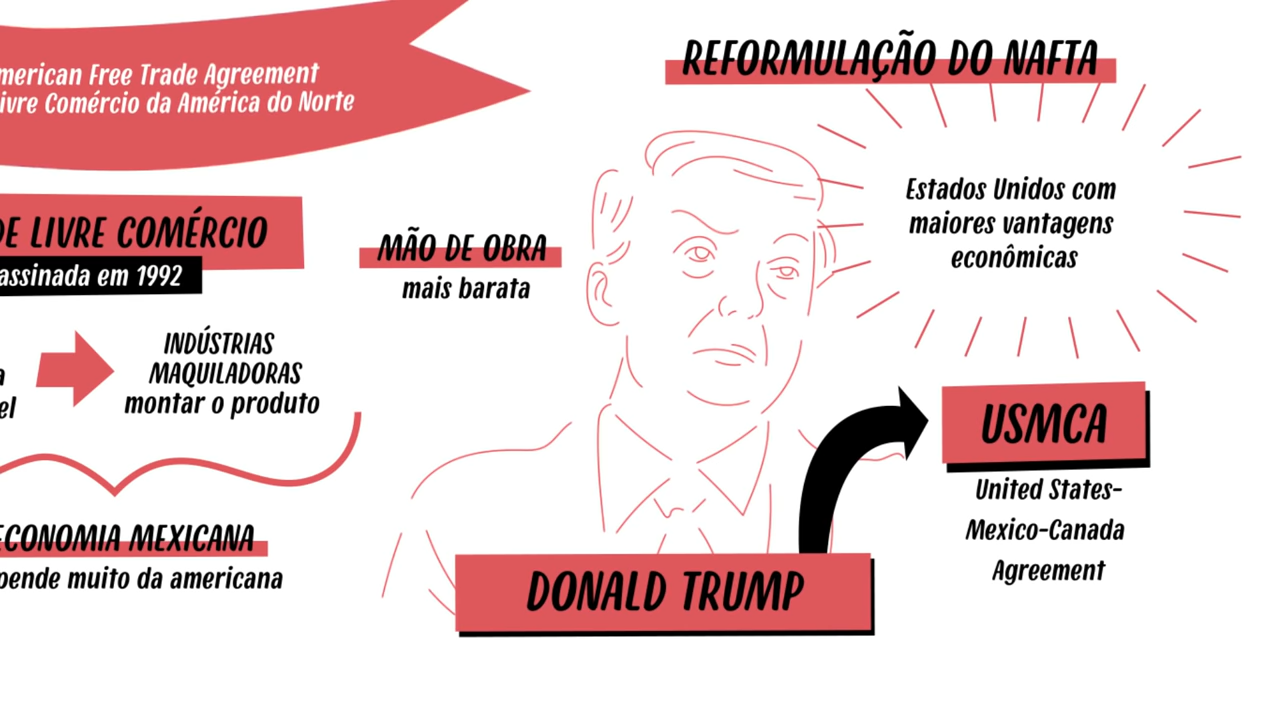 merican Free Trade Agreement
ivre Comércio da América do Norte
DE LIVRE COMÉRCIO
assinada em 1992
INDÚSTRIAS
MAQUILADORAS
montar o produto
a
el
ECONOMIA MEXICANA
pende muito da americana
MÃO DE OBRA
mais barata
REFORMULAÇÃO DO NAFTA
Estados Unidos com
maiores vantagens
econômicas
DONALD TRUMP
USMCA
United States-
Mexico-Canada
Agreement